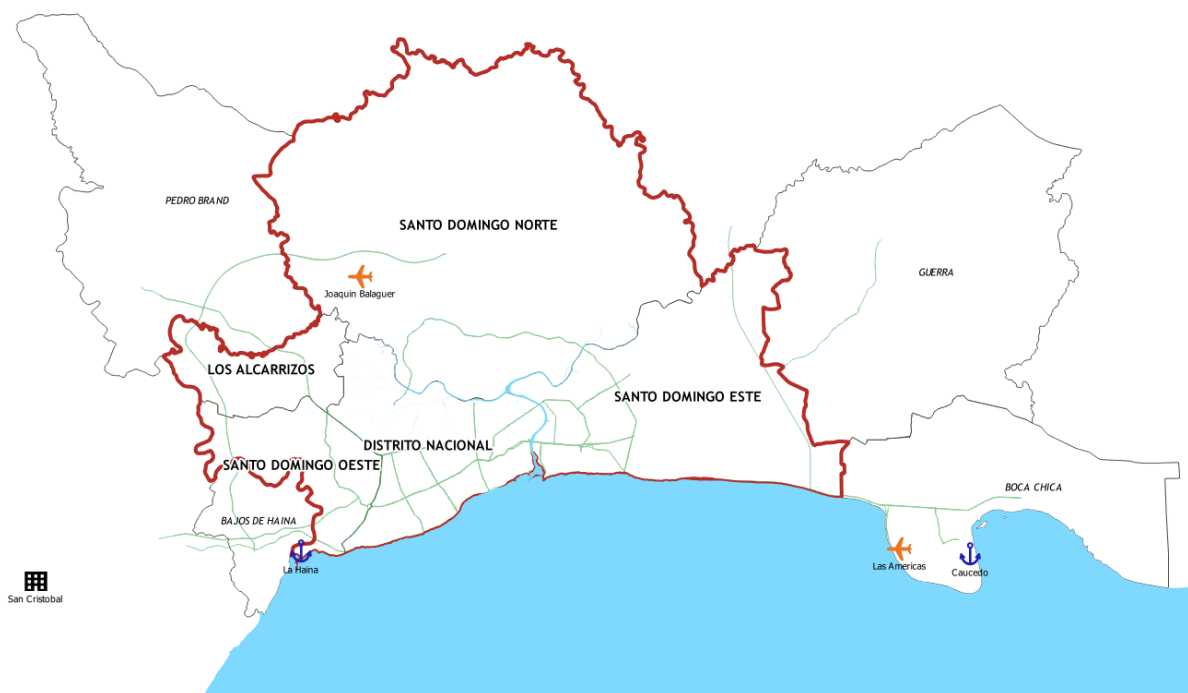 PEDRO BRAND
SANTO DOMINGO NORTE
GUERRA
Joaquin Balaguer
LOS ALCARRIZOS
SANTO DOMINGO ESTE
DISTRITO NACIONAL
SANTO DOMINGO OESTE
BOCA CHICA
BAJOS DE HAINA
La Haina
Las Americas
Caucedo
San Cristobal